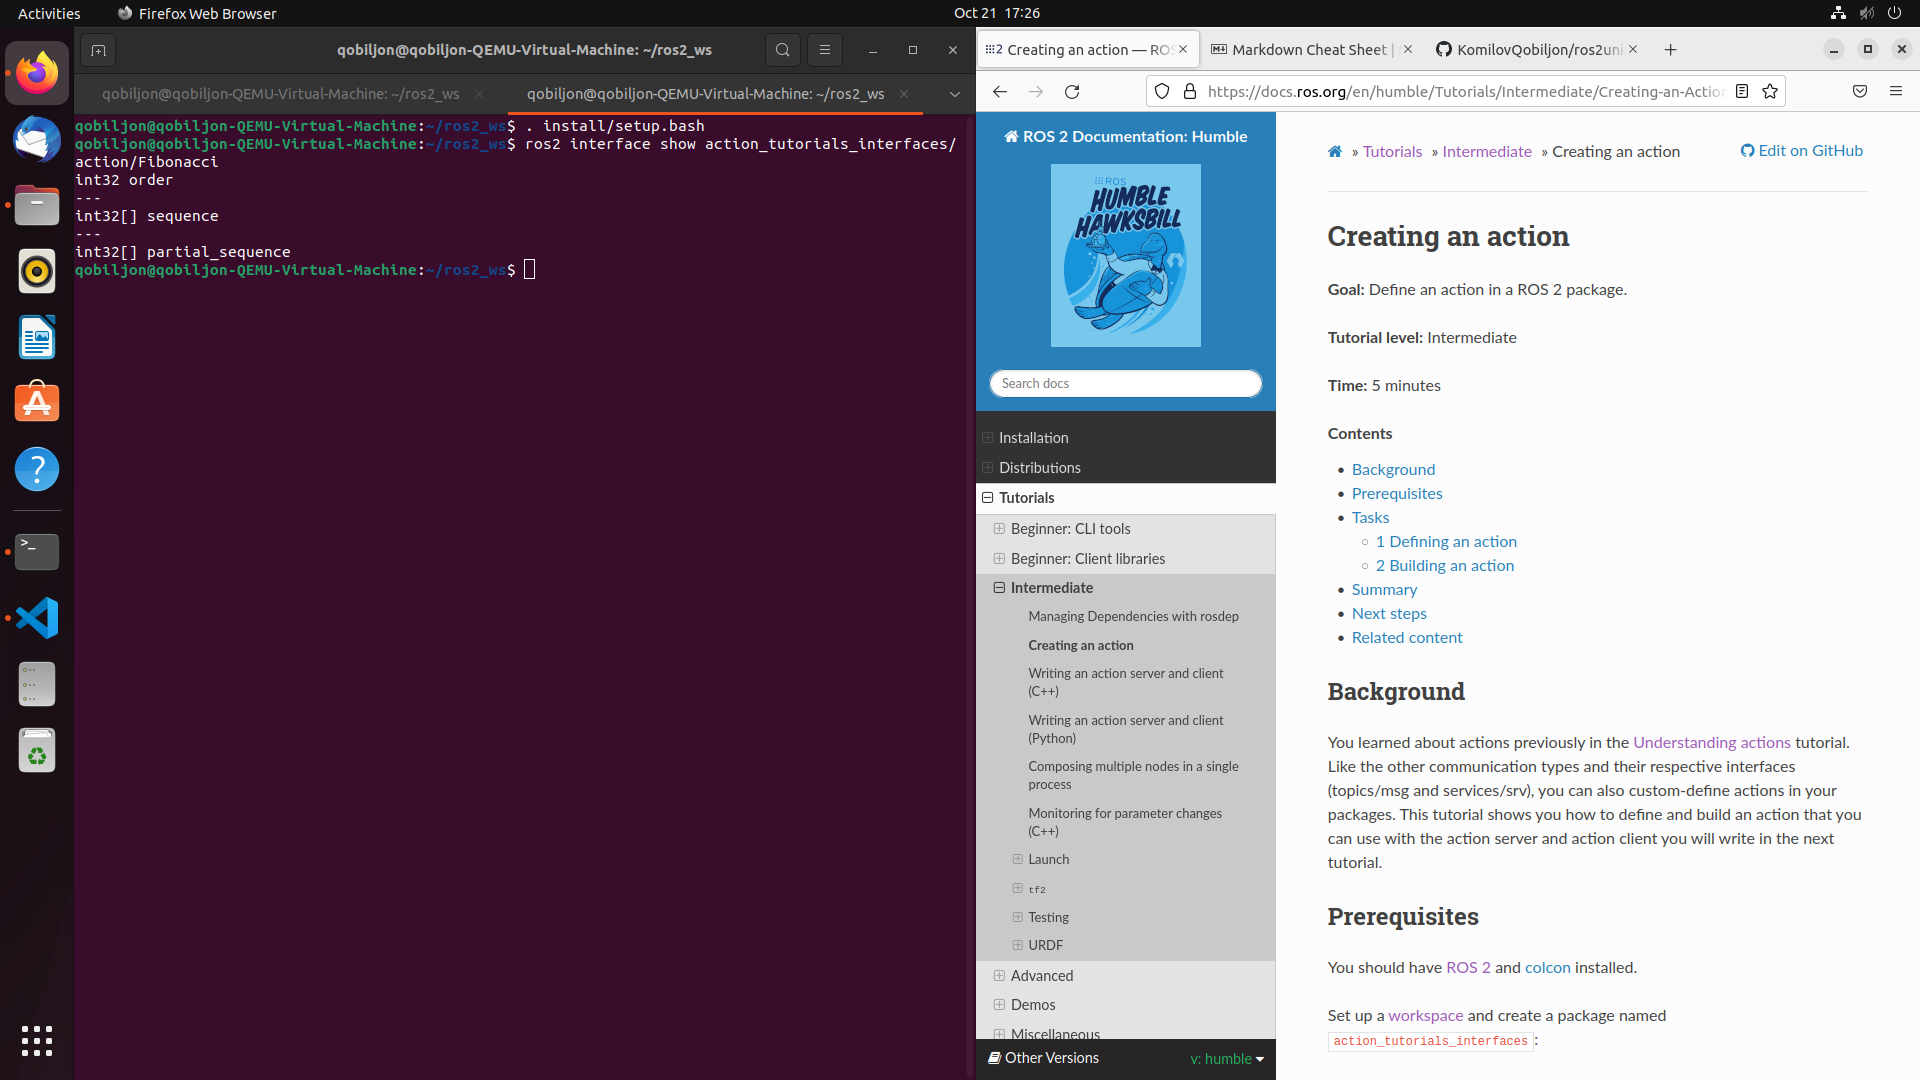 Activities
Firefox Web Browser
Oct 21 17:26
qobiljon@qobiljon-QEMU-Virtual-Machine: ~/ros2_ws
qobiljon@qobiljon-QEMU-Virtual-Machine: ~/ros2_ws
qobiljon@qobiljon-QEMU-Virtual-Machine: ~/ros2_ws
qobiljon@qobiljon-QEMU-Virtual-Machine:~/ros2_ws$ . install/setup.bash
qobiljon@qobiljon-QEMU-Virtual-Machine:~/ros2_ws$ ros2 interface show action_tutorials_interfaces/
action/Fibonacci
int32 order
---
int32[] sequence
---
int32[] partial_sequence
qobiljon@qobiljon-QEMU-Virtual-Machine:~/ros2_ws$
Creating an action — ROS
Markdown Cheat Sheet |
KomilovQobiljon/ros2uni
https://docs.ros.org/en/humble/Tutorials/Intermediate/Creating-an-Action
ROS 2 Documentation: Humble
ROS
HUMBLE
HAWKSBILL
Search docs
Installation
Distributions
Tutorials
Beginner: CLI tools
Beginner: Client libraries
Intermediate
Managing Dependencies with rosdep
Creating an action
Writing an action server and client
(C++)
Writing an action server and client
(Python)
Composing multiple nodes in a single
process
Monitoring for parameter changes
(C++)
Launch
tf2
Testing
URDF
Advanced
Demos
Miscellaneous
Other Versions
v: humble
» Tutorials » Intermediate » Creating an action
Edit on GitHub
Creating an action
Goal: Define an action in a ROS 2 package.
Tutorial level: Intermediate
Time: 5 minutes
Contents
• Background
• Prerequisites
• Tasks
◦ 1 Defining an action
◦ 2 Building an action
• Summary
• Next steps
• Related content
Background
You learned about actions previously in the Understanding actions tutorial.
Like the other communication types and their respective interfaces
(topics/msg and services/srv), you can also custom-define actions in your
packages. This tutorial shows you how to define and build an action that you
can use with the action server and action client you will write in the next
tutorial.
Prerequisites
You should have ROS 2 and colcon installed.
Set up a workspace and create a package named
action_tutorials_interfaces: